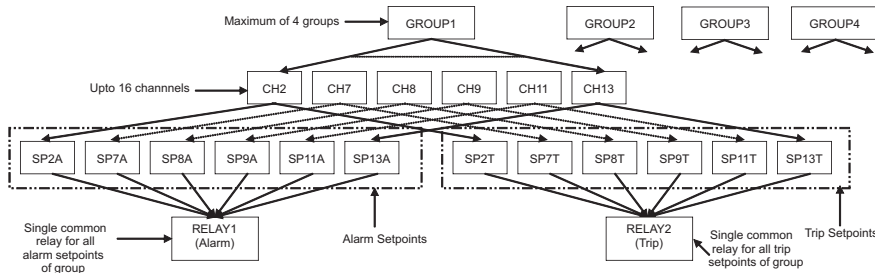 Maximum of 4 groups
GROUP1
GROUP2
GROUP3
GROUP4
Upto 16 channnels
CH2
CH7
CH8
CH9
CH11
CH13
SP2A
SP7A
SP8A
SP9A
SP11A
SP13A
SP2T
SP7T
SP8T
SP9T
SP11T
SP13T
Single common
relay for all
alarm setpoints
of group
RELAY1
(Alarm)
Alarm Setpoints
RELAY2
(Trip)
Single common
relay for all trip
setpoints of group
Trip Setpoints